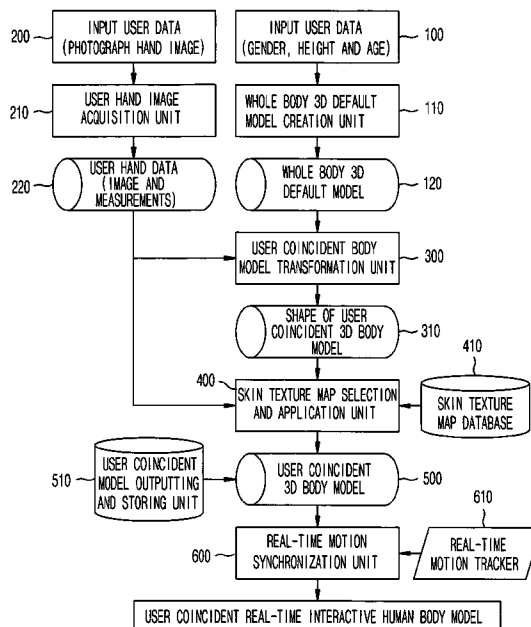 200
INPUT USER DATA
(PHOTOGRAPH HAND IMAGE)
INPUT USER DATA
(GENDER, HEIGHT AND AGE)
100
210
USER HAND IMAGE
ACQUISITION UNIT
WHOLE BODY 3D DEFAULT
MODEL CREATION UNIT
110
220
USER HAND DATA
(IMAGE AND
MEASUREMENTS)
WHOLE BODY 3D
DEFAULT MODEL
120
USER COINCIDENT BODY
MODEL TRANSFORMATION UNIT
300
SHAPE OF USER
COINCIDENT 3D BODY
MODEL
310
400
SKIN TEXTURE MAP SELECTION
AND APPLICATION UNIT
410
SKIN TEXTURE
MAP DATABASE
510
USER COINCIDENT
MODEL OUTPUTTING
AND STORING UNIT
USER COINCIDENT
3D BODY MODEL
500
600
REAL-TIME MOTION
SYNCHRONIZATION UNIT
610
REAL-TIME
MOTION TRACKER
USER COINCIDENT REAL-TIME INTERACTIVE HUMAN BODY MODEL